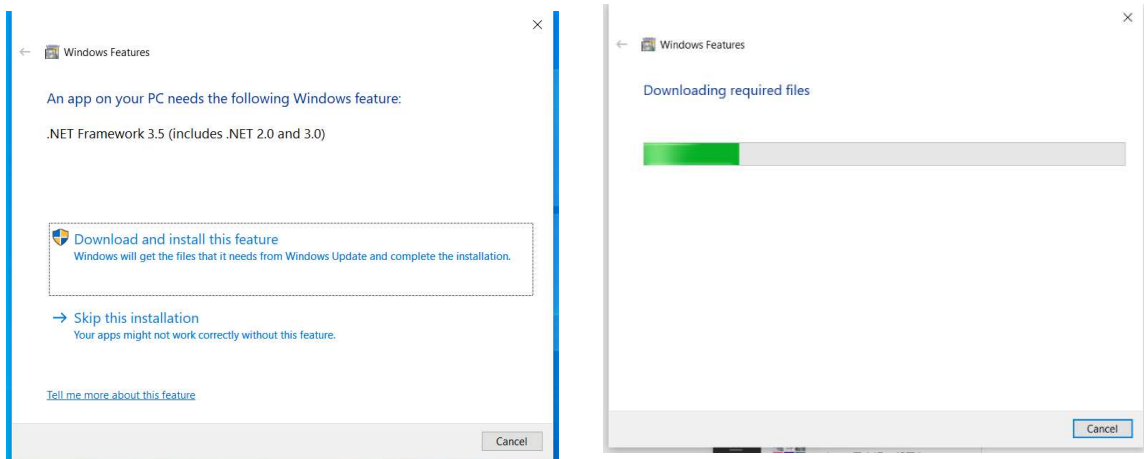 Windows Features
An app on your PC needs the following Windows feature:
.NET Framework 3.5 (includes .NET 2.0 and 3.0)
Download and install this feature
Windows will get the files that it needs from Windows Update and complete the installation.
Skip this installation
Your apps might not work correctly without this feature.
Tell me more about this feature
Cancel
Windows Features
Downloading required files
Cancel